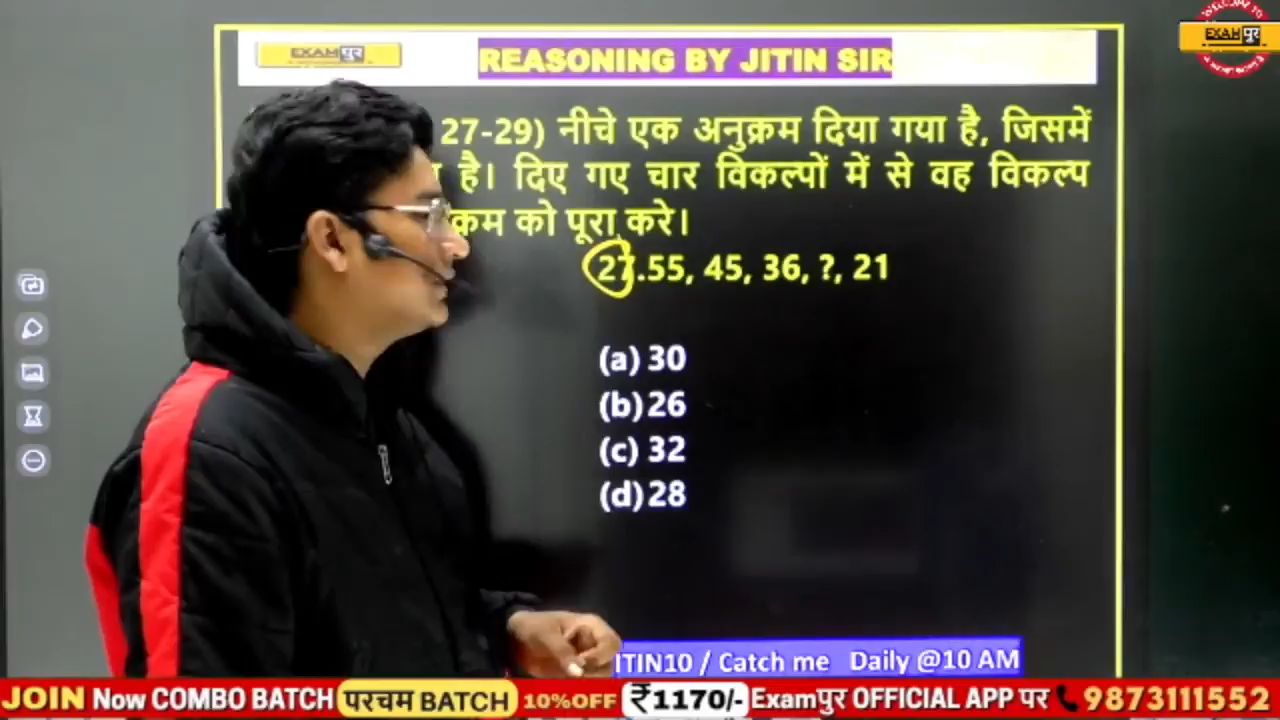 EXAMपुर
REASONING BY JITIN SIR
EXAMपुर
27-29) नीचे एक अनुक्रम दिया गया है, जिसमें
है। दिए गए चार विकल्पों में से वह विकल्प
क्रम को पूरा करे।
27.55, 45, 36, ?, 21
(a) 30
(b) 26
(c) 32
(d) 28
ITIN10 / Catch me Daily @10 AM
JOIN Now COMBO BATCH परचम BATCH 10%OFF ₹1170/- Examपुर OFFICIAL APP पर 9873111552